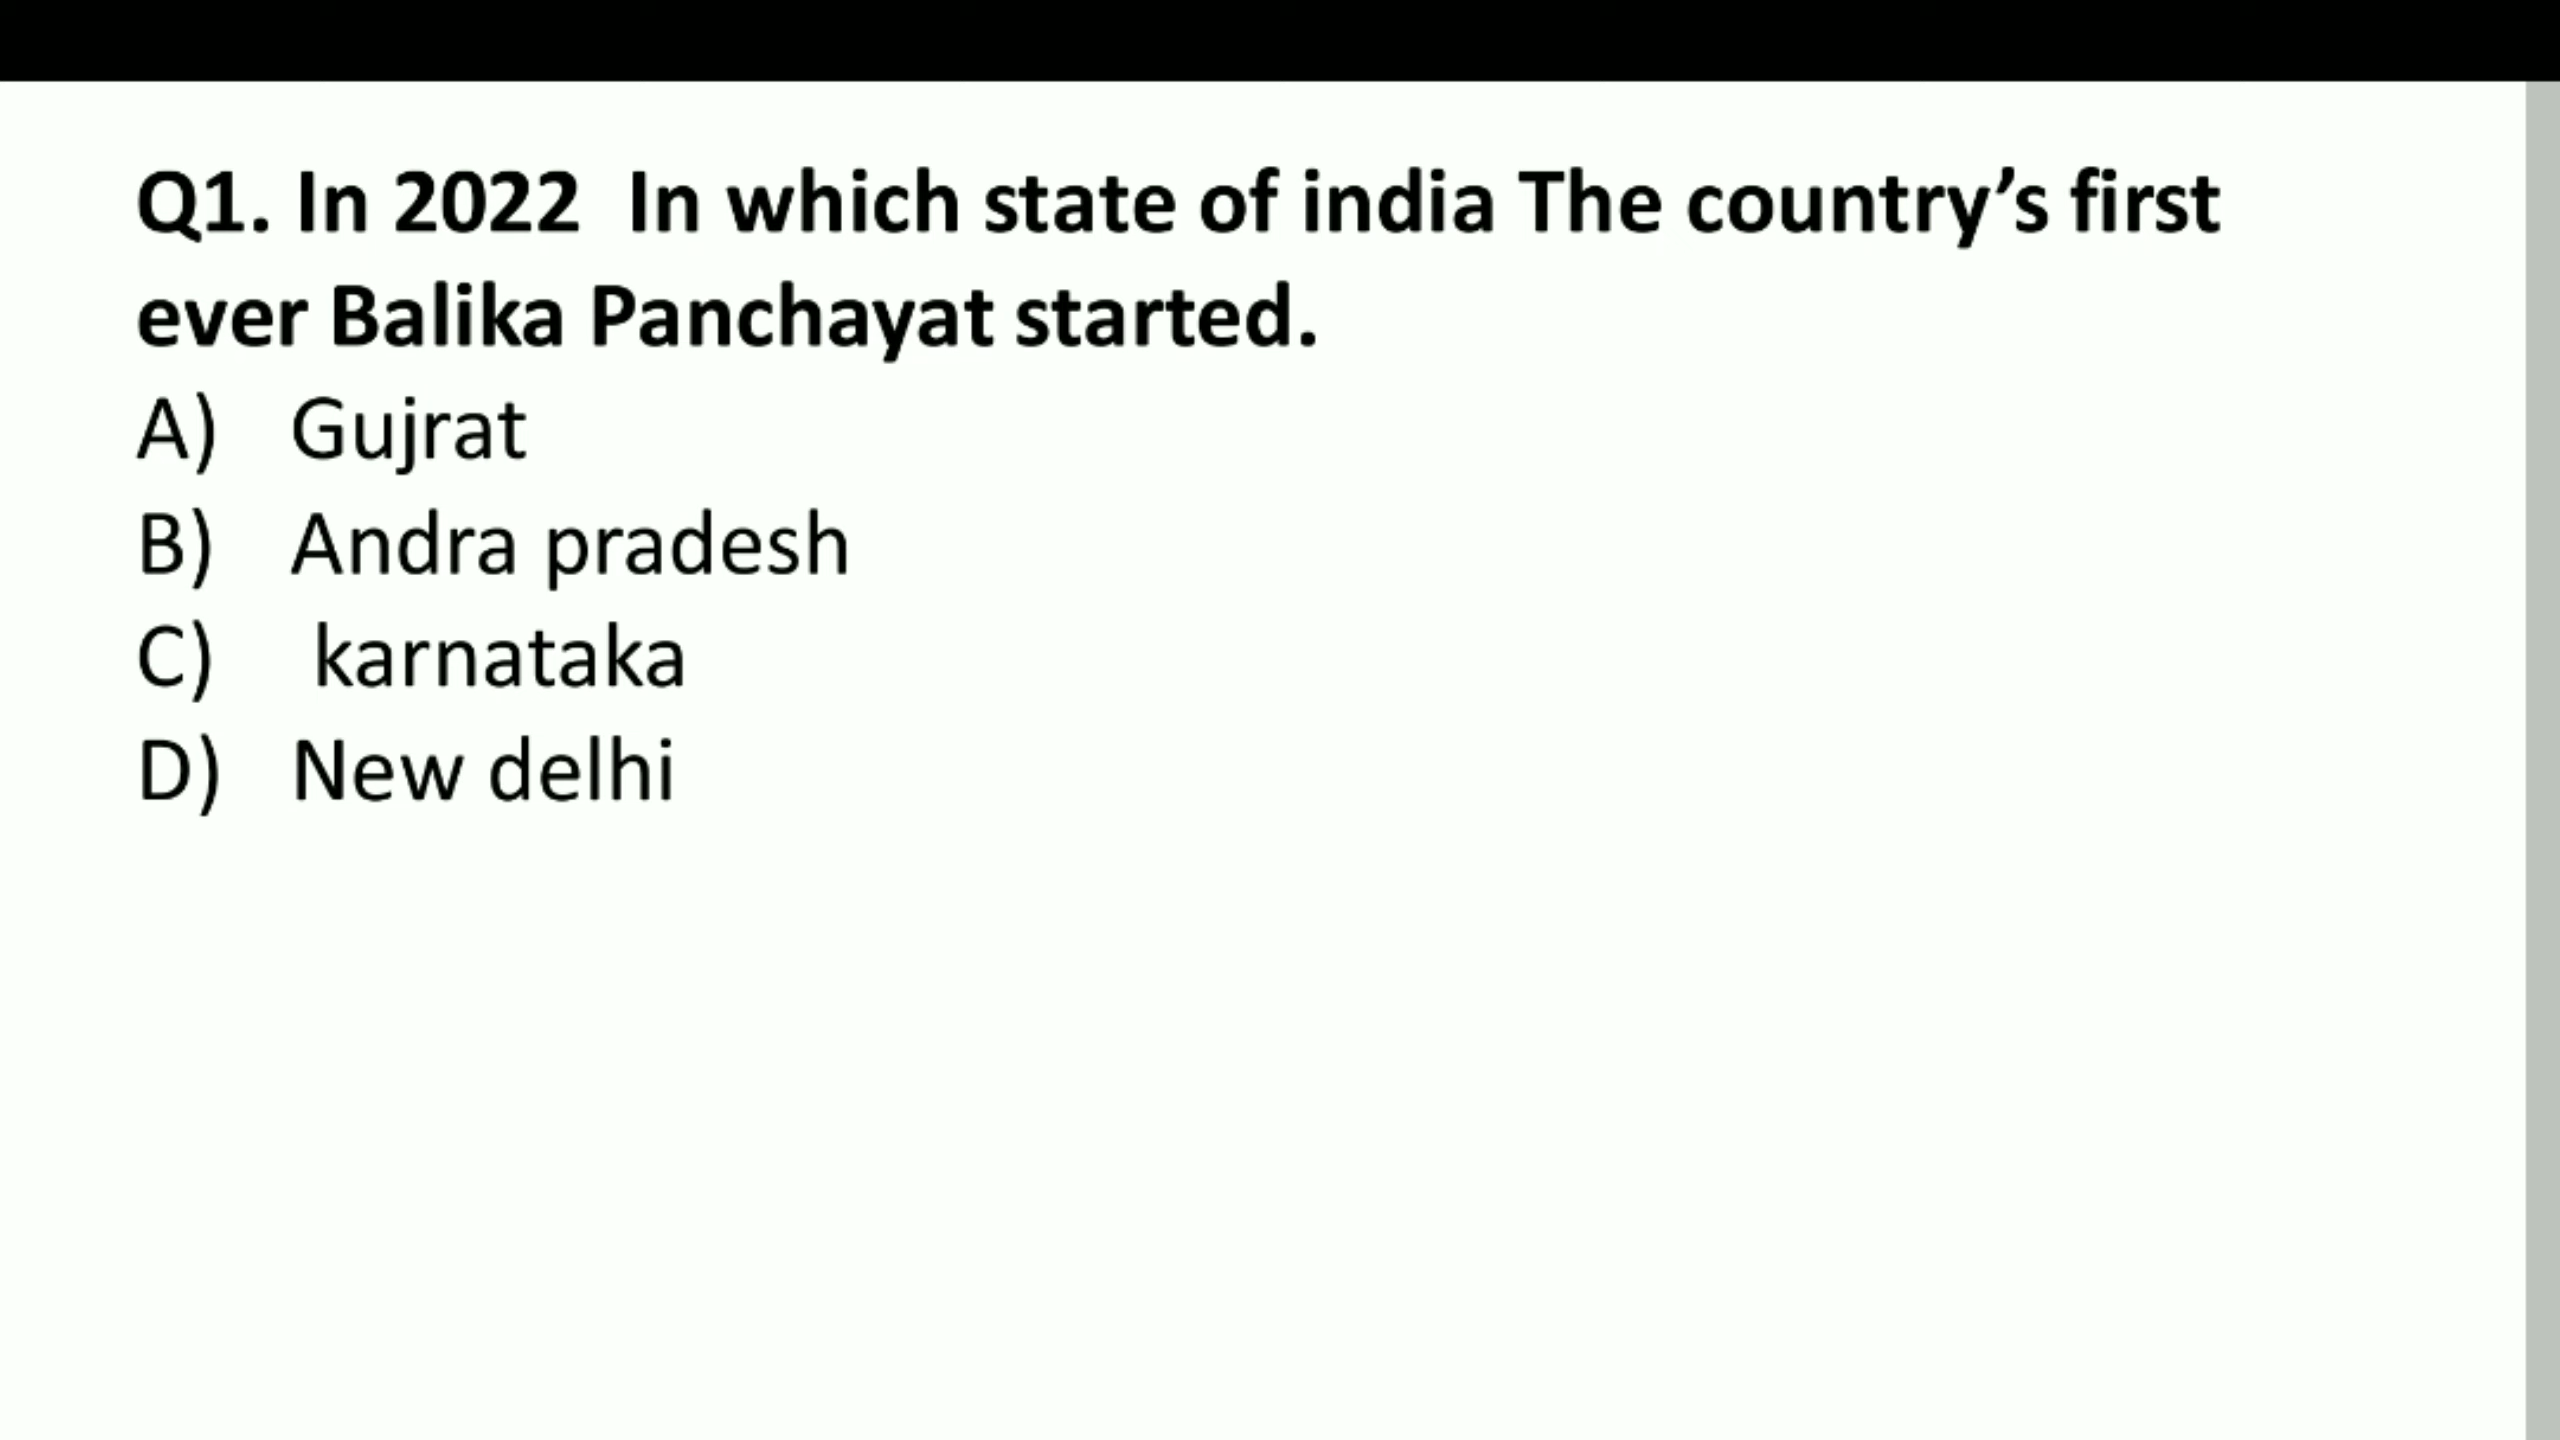 Q1. In 2022  In which state of india The country’s first
ever Balika Panchayat started.
A) Gujrat
B) Andra pradesh
C) karnataka
D) New delhi